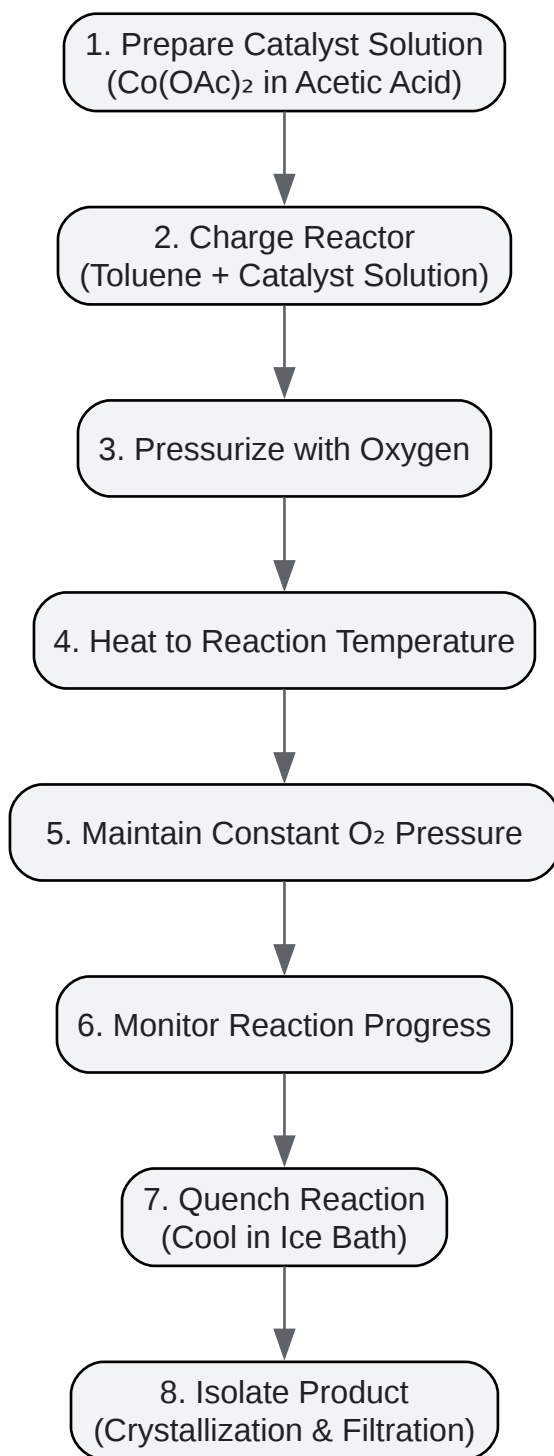 1. Prepare Catalyst Solution
(Co(OAc)₂ in Acetic Acid)
2. Charge Reactor
(Toluene + Catalyst Solution)
3. Pressurize with Oxygen
4. Heat to Reaction Temperature
5. Maintain Constant O₂ Pressure
6. Monitor Reaction Progress
7. Quench Reaction
(Cool in Ice Bath)
8. Isolate Product
(Crystallization & Filtration)